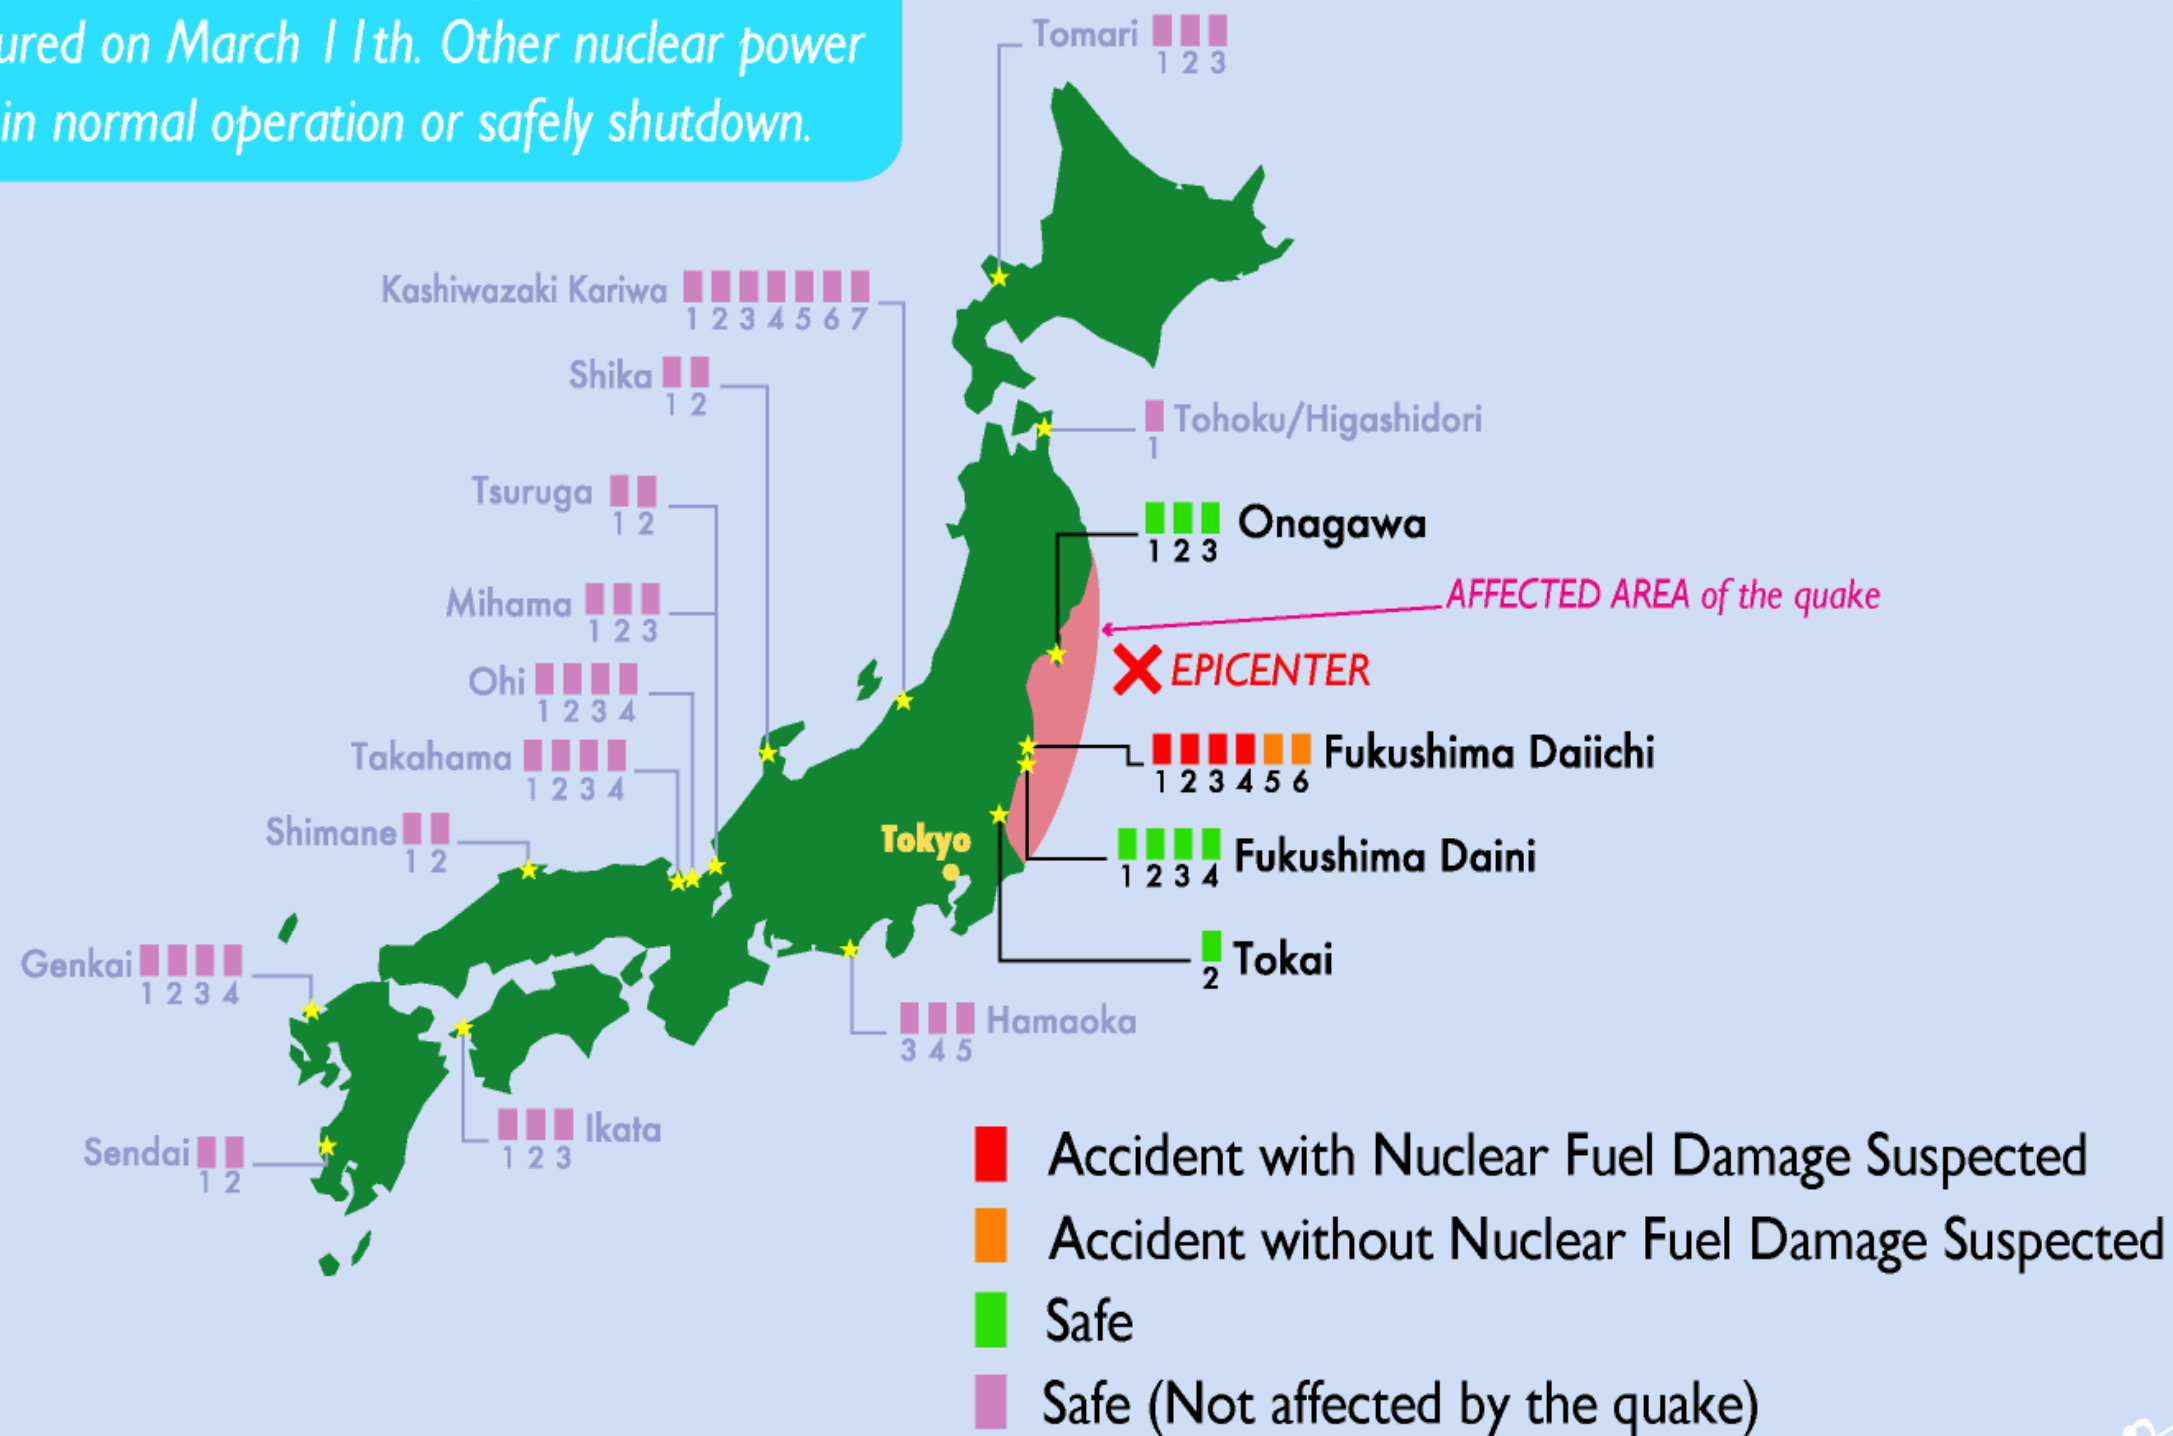 ured on March 11th. Other nuclear power
in normal operation or safely shutdown.
Tomari
1 2 3
Kashiwazaki Kariwa
1 2 3 4 5 6 7
Shika
1 2
Tohoku/Higashidori
1
Tsuruga
1 2
Onagawa
1 2 3
Mihama
1 2 3
AFFECTED AREA of the quake
EPICENTER
Ohi
1 2 3 4
Takahama
1 2 3 4
Fukushima Daiichi
1 2 3 4 5 6
Shimane
1 2
Tokyo
Fukushima Daini
1 2 3 4
Genkai
1 2 3 4
Tokai
2
Hamaoka
3 4 5
Ikata
1 2 3
Sendai
1 2
Accident with Nuclear Fuel Damage Suspected
Accident without Nuclear Fuel Damage Suspected
Safe
Safe (Not affected by the quake)